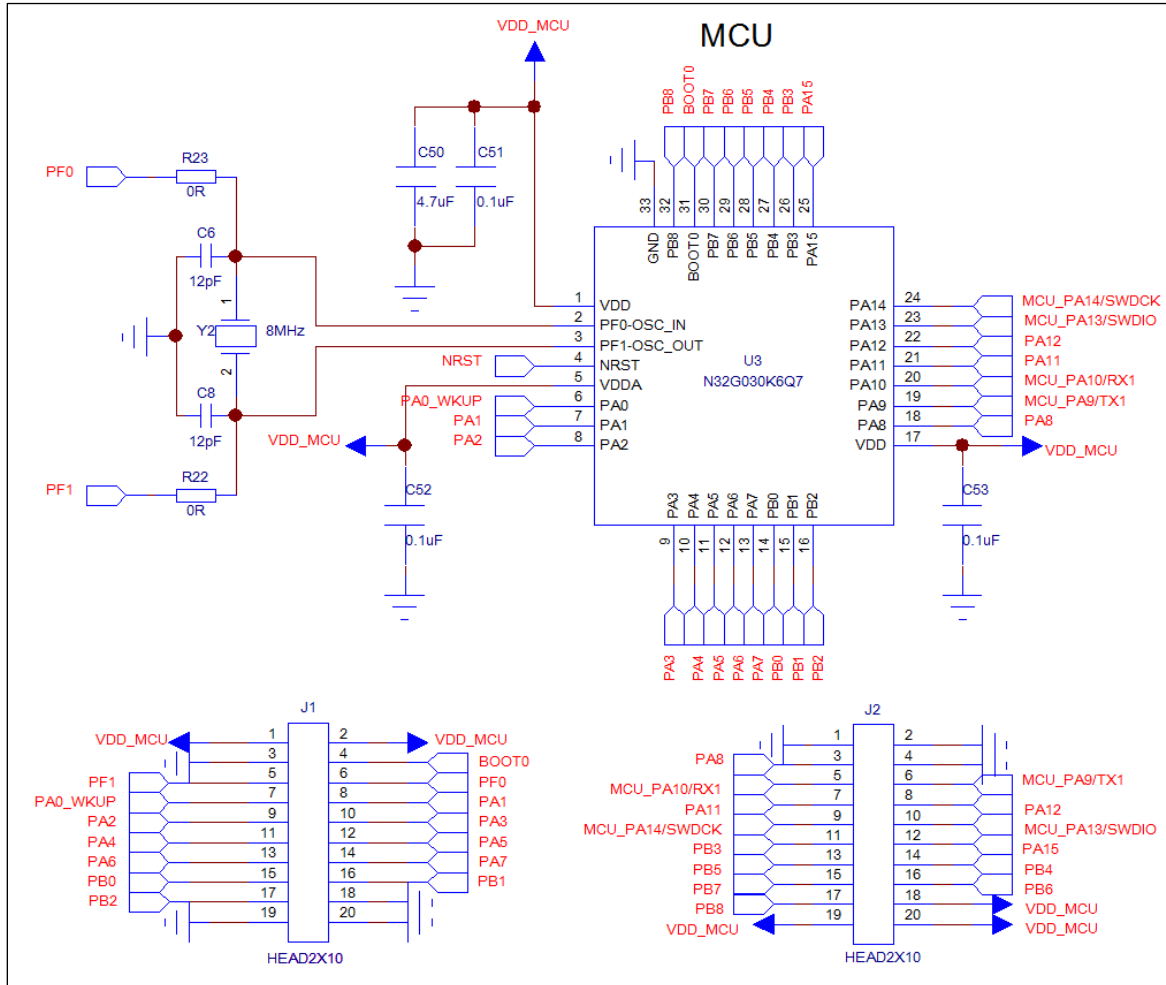 MCU
VDD_MCU
PB8
BOOT0
PB7
PB6
PB5
PB4
PB3
PA15
33
32
31
30
29
28
27
26
25
GND
PB8
BOOT0
PB7
PB6
PB5
PB4
PB3
PA15
C50
4.7uF
C51
0.1uF
PF0
R23
0R
C6
12pF
1
Y2
8MHz
2
C8
12pF
PF1
R22
0R
1 VDD
2 PF0-OSC_IN
3 PF1-OSC_OUT
NRST 4 NRST
5 VDDA
PA0_WKUP 6 PA0
PA1 7 PA1
PA2 8 PA2
VDD_MCU
C52
0.1uF
U3
N32G030K6Q7
PA14 24 MCU_PA14/SWDCK
PA13 23 MCU_PA13/SWDIO
PA12 22 PA12
PA11 21 PA11
PA10 20 MCU_PA10/RX1
PA9 19 MCU_PA9/TX1
PA8 18 PA8
VDD 17 VDD_MCU
C53
0.1uF
PA3
PA4
PA5
PA6
PA7
PB0
PB1
PB2
9
10
11
12
13
14
15
16
PA3
PA4
PA5
PA6
PA7
PB0
PB1
PB2
J1
VDD_MCU 1 2 VDD_MCU
3 4 BOOT0
PF1 5 6 PF0
PA0_WKUP 7 8 PA1
PA2 9 10 PA3
PA4 11 12 PA5
PA6 13 14 PA7
PB0 15 16 PB1
PB2 17 18
19 20
HEAD2X10
J2
1 2
PA8 3 4
MCU_PA10/RX1 5 6 MCU_PA9/TX1
PA11 7 8 PA12
MCU_PA14/SWDCK 9 10 MCU_PA13/SWDIO
PB3 11 12 PA15
PB5 13 14 PB4
PB7 15 16 PB6
PB8 17 18 VDD_MCU
VDD_MCU 19 20 VDD_MCU
HEAD2X10